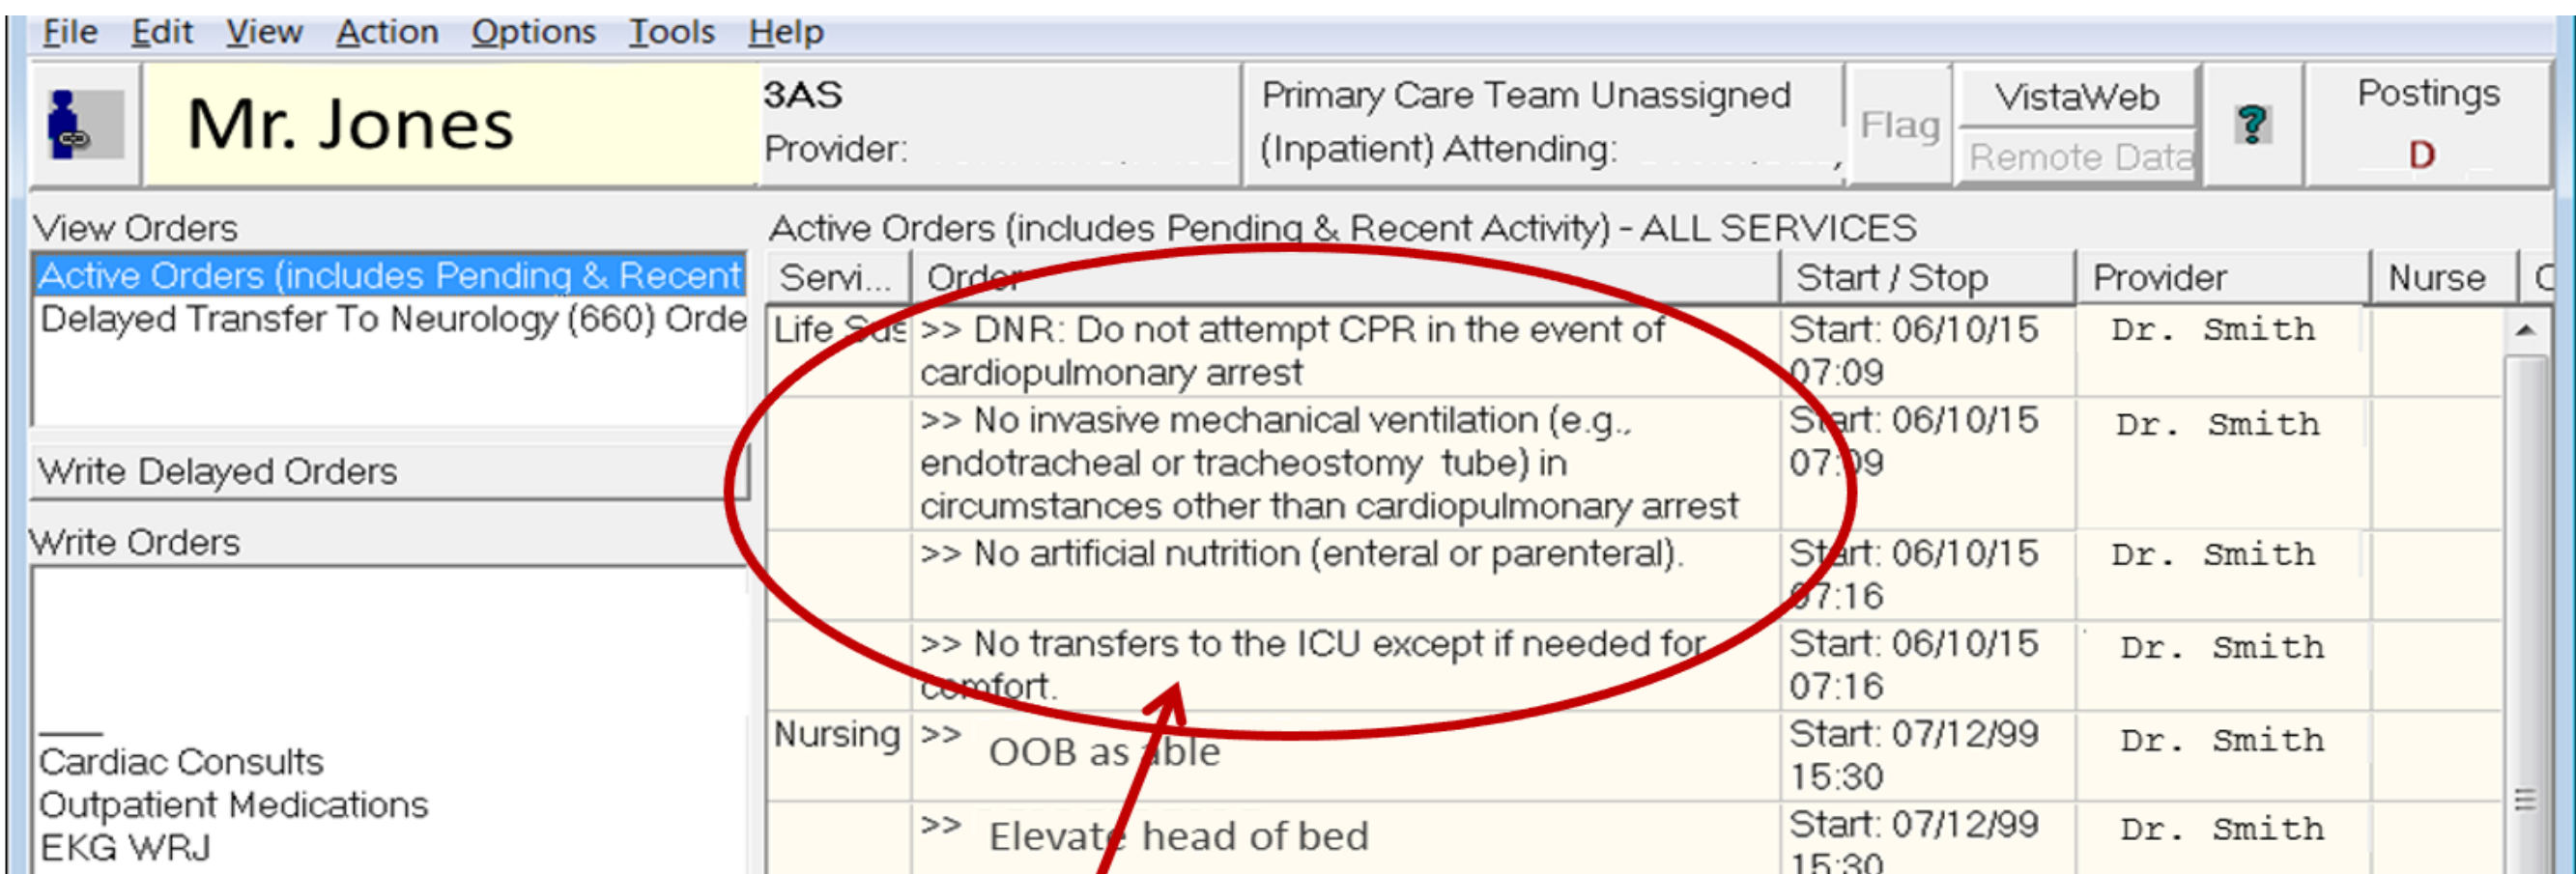 File Edit View Action Options Tools Help
Mr. Jones
3AS
Provider:
Primary Care Team Unassigned
(Inpatient) Attending:
Flag
VistaWeb
Remote Data
?
Postings
D
View Orders
Active Orders (includes Pending & Recent
Delayed Transfer To Neurology (660) Orde
Write Delayed Orders
Write Orders
Cardiac Consults
Outpatient Medications
EKG WRJ
Active Orders (includes Pending & Recent Activity) - ALL SERVICES
Servi... Order Start / Stop Provider Nurse C
Life Sus >> DNR: Do not attempt CPR in the event of Start: 06/10/15 Dr. Smith
cardiopulmonary arrest 07:09
>> No invasive mechanical ventilation (e.g., Start: 06/10/15 Dr. Smith
endotracheal or tracheostomy tube) in 07:09
circumstances other than cardiopulmonary arrest
>> No artificial nutrition (enteral or parenteral). Start: 06/10/15 Dr. Smith
07:16
>> No transfers to the ICU except if needed for Start: 06/10/15 Dr. Smith
comfort. 07:16
Nursing >> OOB as able Start: 07/12/99 Dr. Smith
15:30
>> Elevate head of bed Start: 07/12/99 Dr. Smith
15:30